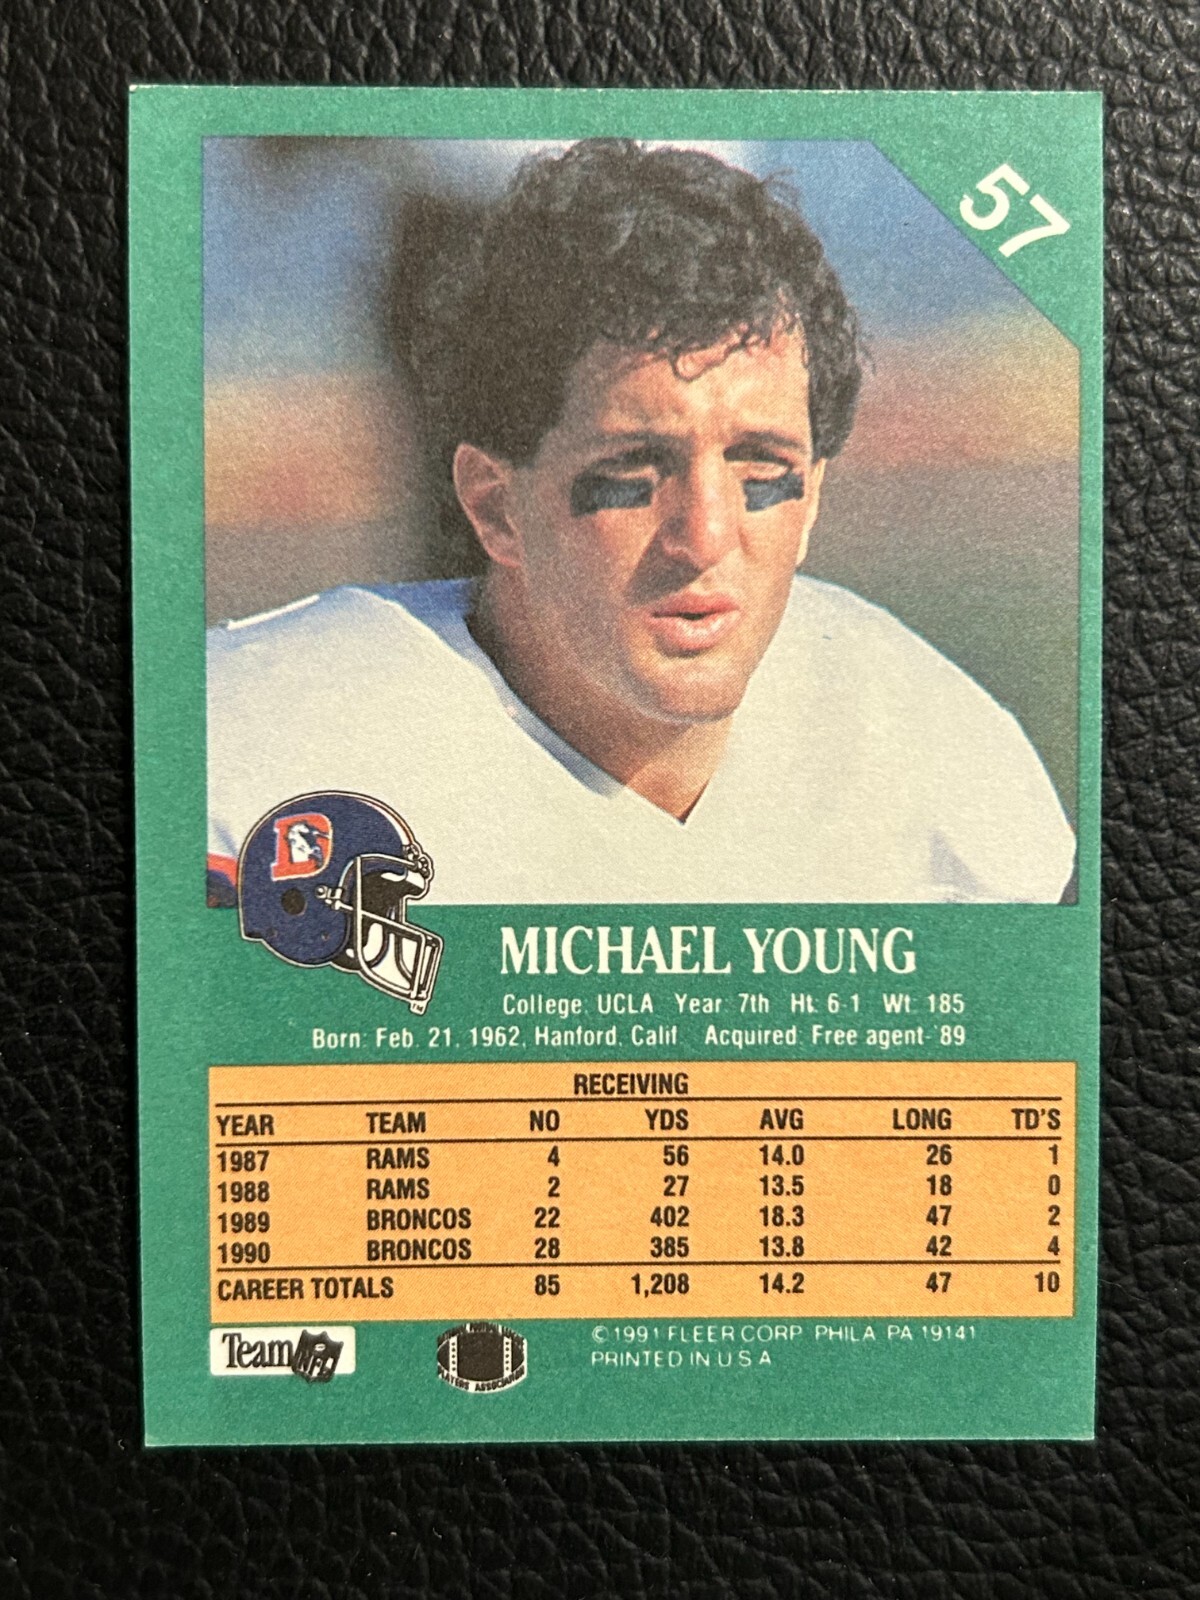 57
D
MICHAEL YOUNG
College: UCLA Year: 7th Ht: 6-1 Wt: 185
Born: Feb. 21, 1962, Hanford, Calif. Acquired: Free agent-'89
RECEIVING
YEAR TEAM NO YDS AVG LONG TD'S
1987 RAMS 4 56 14.0 26 1
1988 RAMS 2 27 13.5 18 0
1989 BRONCOS 22 402 18.3 47 2
1990 BRONCOS 28 385 13.8 42 4
CAREER TOTALS 85 1,208 14.2 47 10
Team NFL
PLAYERS ASSOCIATION
© 1991 FLEER CORP. PHILA. PA 19141
PRINTED IN U.S.A.